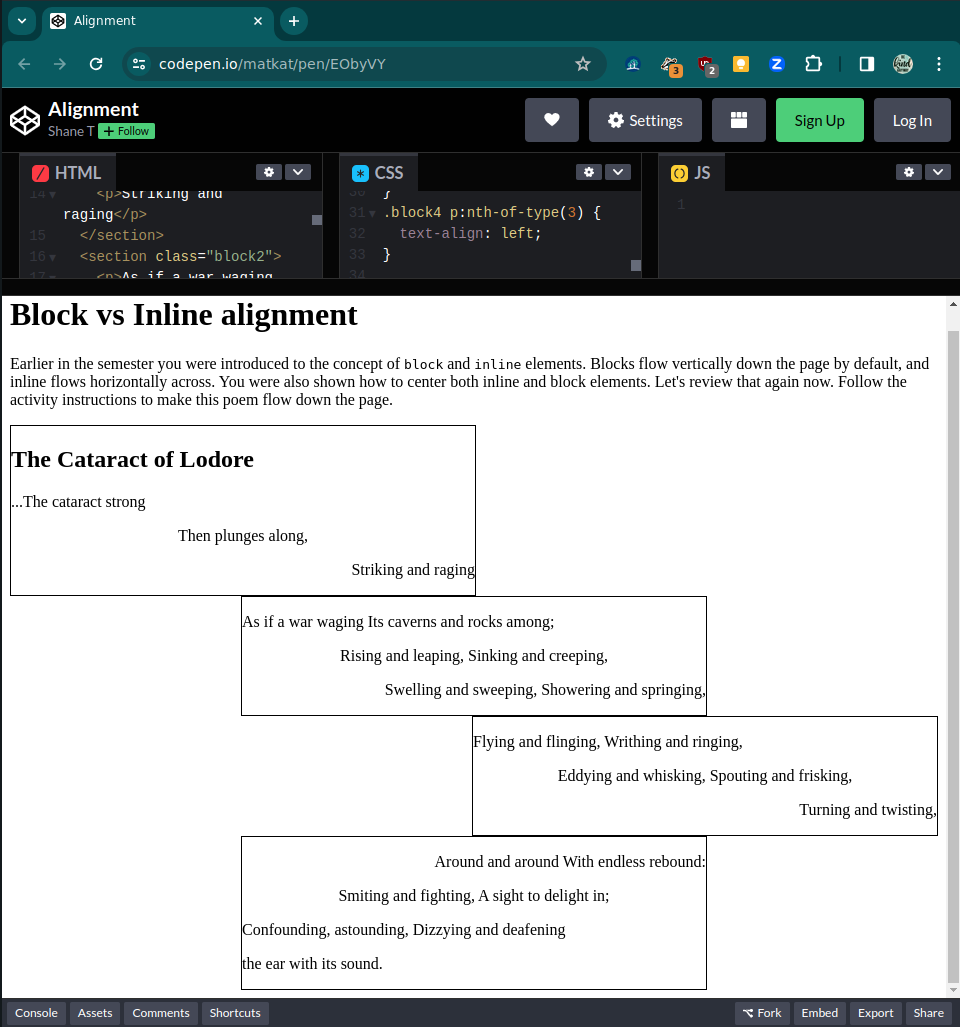 Alignment
codepen.io/matkat/pen/EObyVY
3
2
Z
Alignment
Shane T + Follow
Settings
Sign Up
Log In
HTML
CSS
JS
14 <p>Striking and
raging</p>
15 </section>
16 <section class="block2">
17 <p>As if a war waging
30 }
31 .block4 p:nth-of-type(3) {
32 text-align: left;
33 }
34
1
Block vs Inline alignment
Earlier in the semester you were introduced to the concept of block and inline elements. Blocks flow vertically down the page by default, and
inline flows horizontally across. You were also shown how to center both inline and block elements. Let's review that again now. Follow the
activity instructions to make this poem flow down the page.
The Cataract of Lodore
...The cataract strong
Then plunges along,
Striking and raging
As if a war waging Its caverns and rocks among;
Rising and leaping, Sinking and creeping,
Swelling and sweeping, Showering and springing,
Flying and flinging, Writhing and ringing,
Eddying and whisking, Spouting and frisking,
Turning and twisting,
Around and around With endless rebound:
Smiting and fighting, A sight to delight in;
Confounding, astounding, Dizzying and deafening
the ear with its sound.
Console Assets Comments Shortcuts Fork Embed Export Share